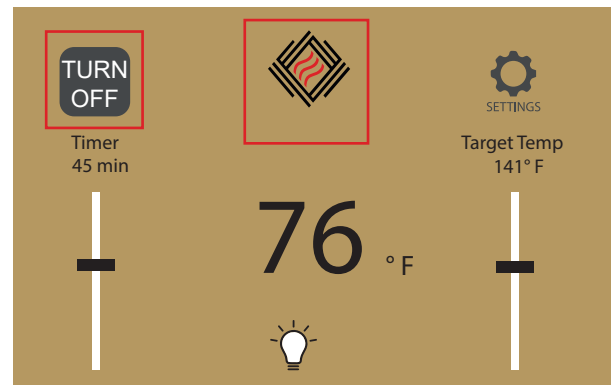 TURN
OFF
SETTINGS
Timer
45 min
Target Temp
141° F
76 ° F